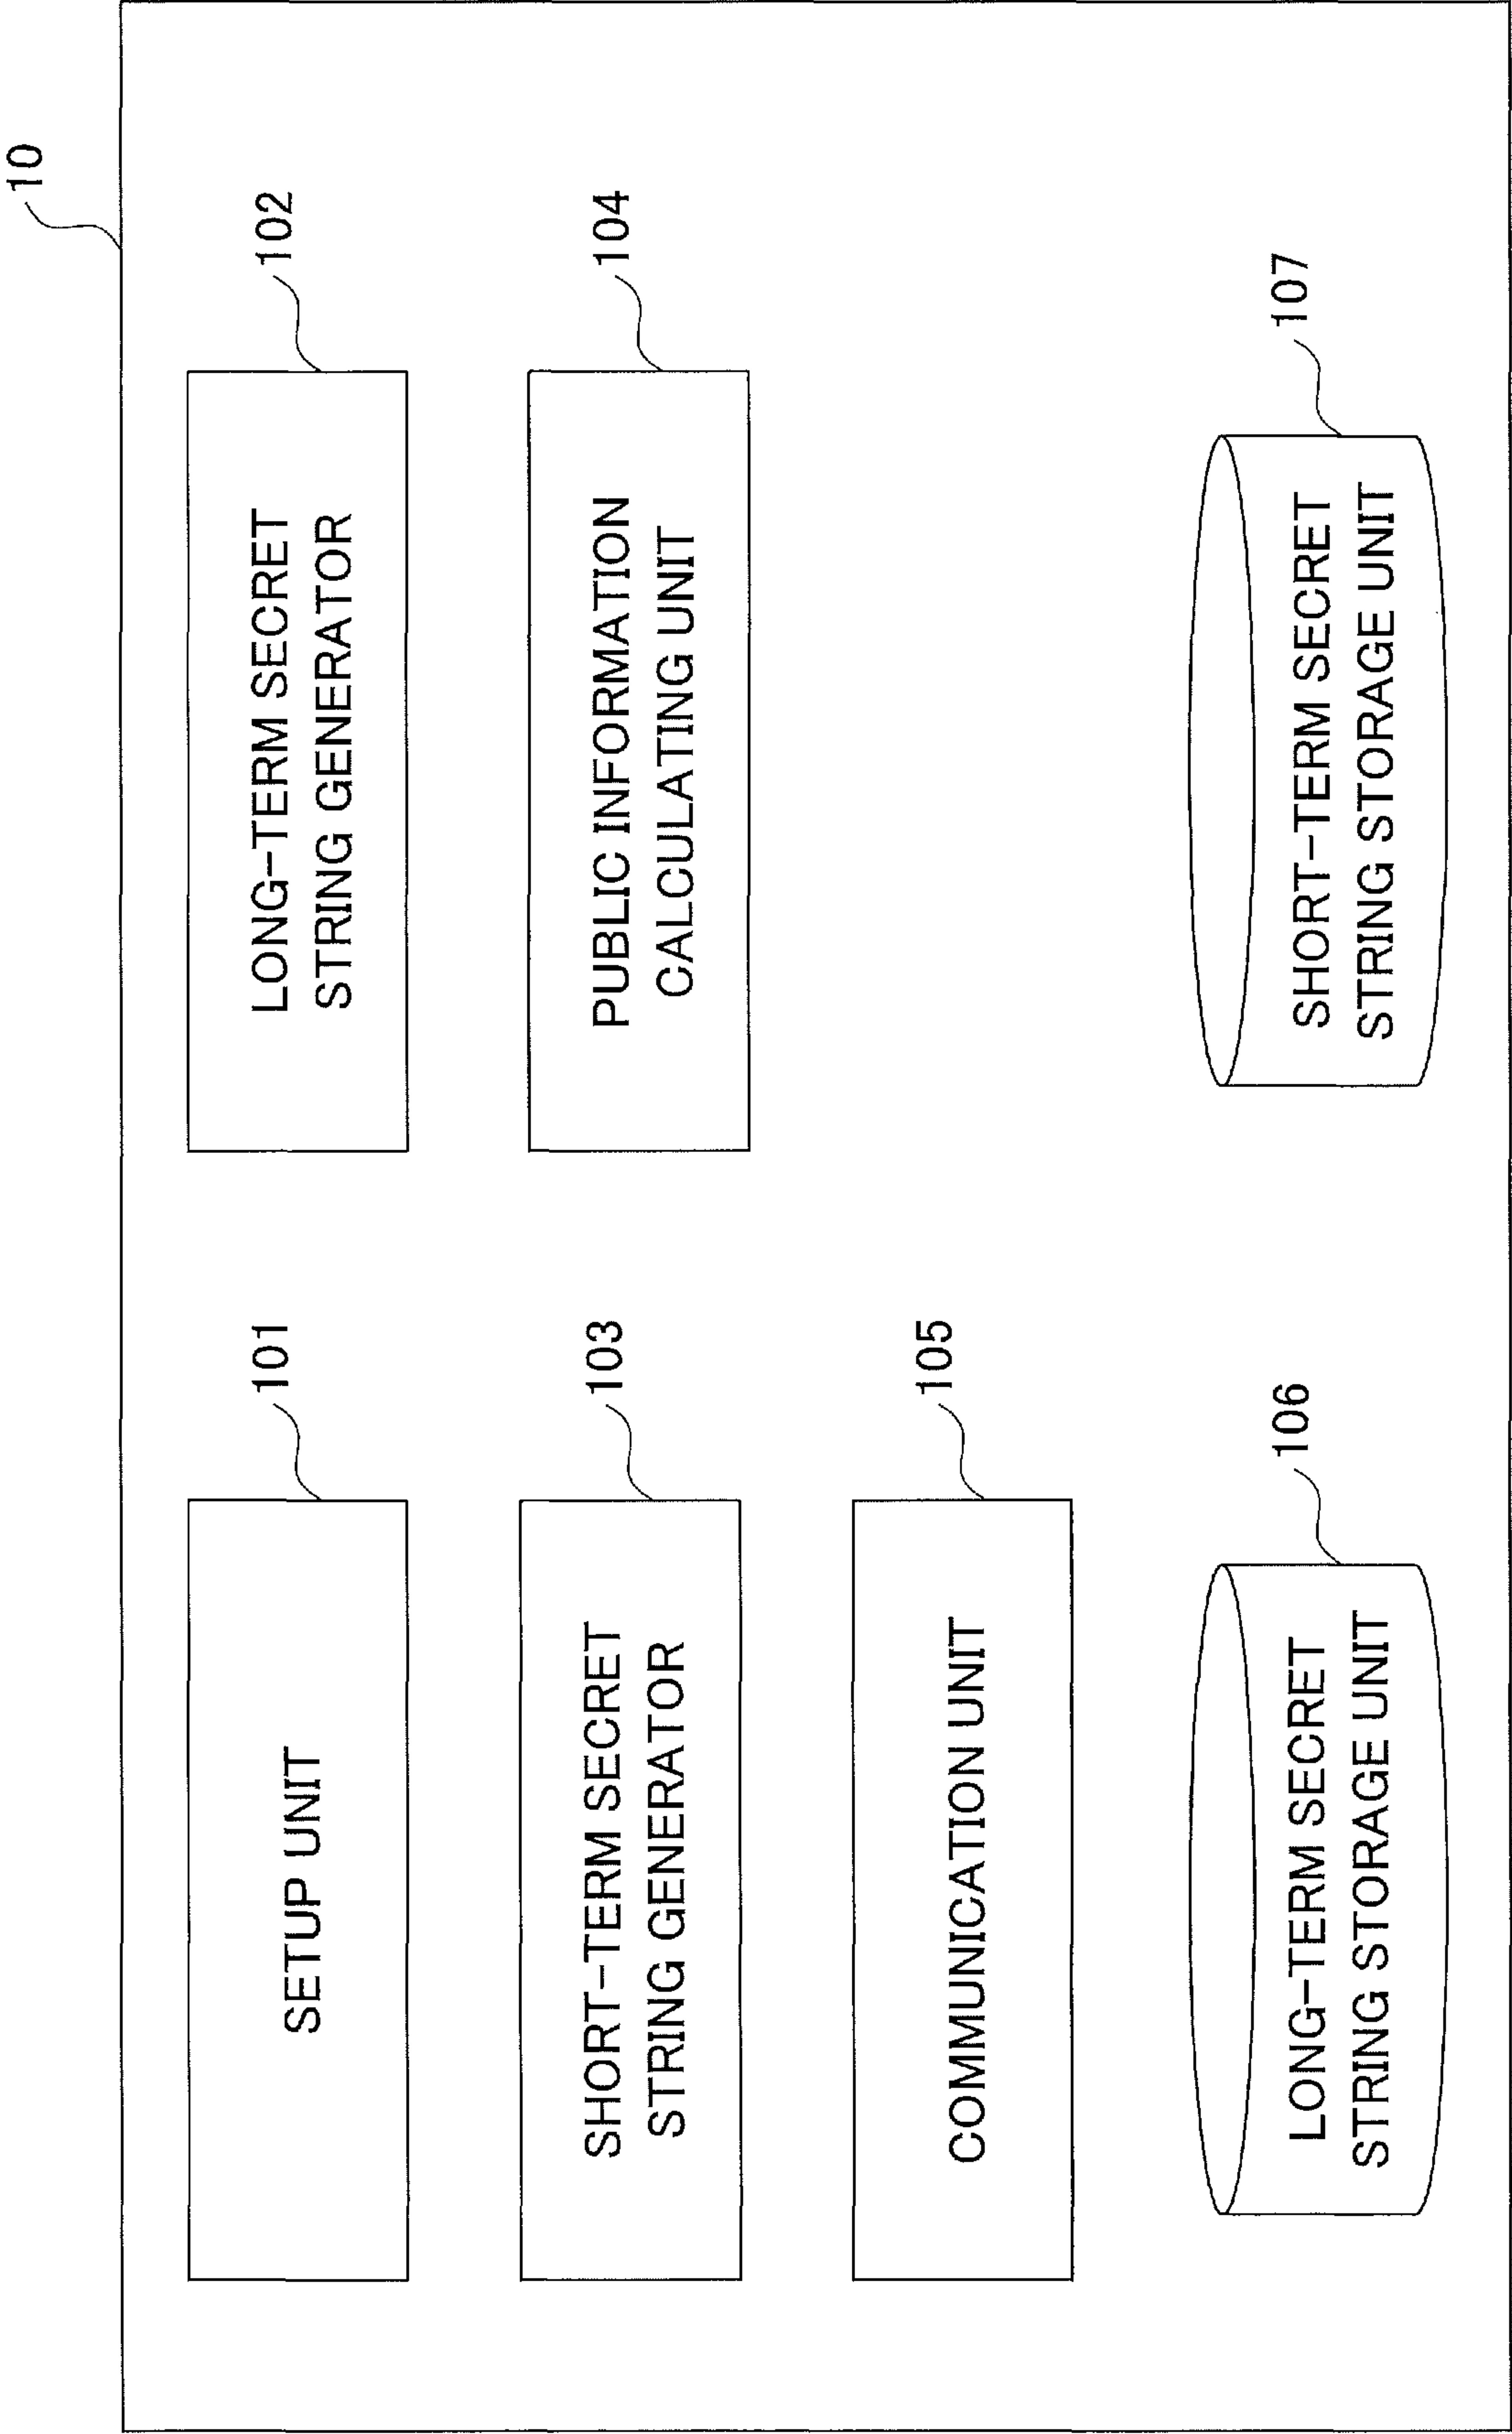 10
SETUP UNIT
101
LONG-TERM SECRET
STRING GENERATOR
102
SHORT-TERM SECRET
STRING GENERATOR
103
PUBLIC INFORMATION
CALCULATING UNIT
104
COMMUNICATION UNIT
105
LONG-TERM SECRET
STRING STORAGE UNIT
106
SHORT-TERM SECRET
STRING STORAGE UNIT
107